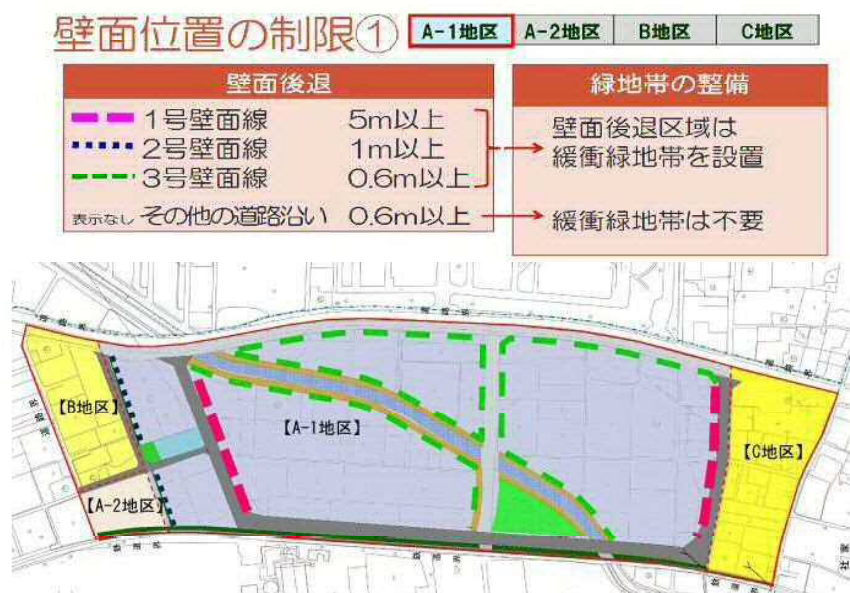 壁面位置の制限①
A-1地区 A-2地区 B地区 C地区
壁面後退
1号壁面線 5m以上
2号壁面線 1m以上
3号壁面線 0.6m以上
表示なし その他の道路沿い 0.6m以上
緑地帯の整備
壁面後退区域は
緩衝緑地帯を設置
緩衝緑地帯は不要
【B地区】
【A-1地区】
【C地区】
【A-2地区】